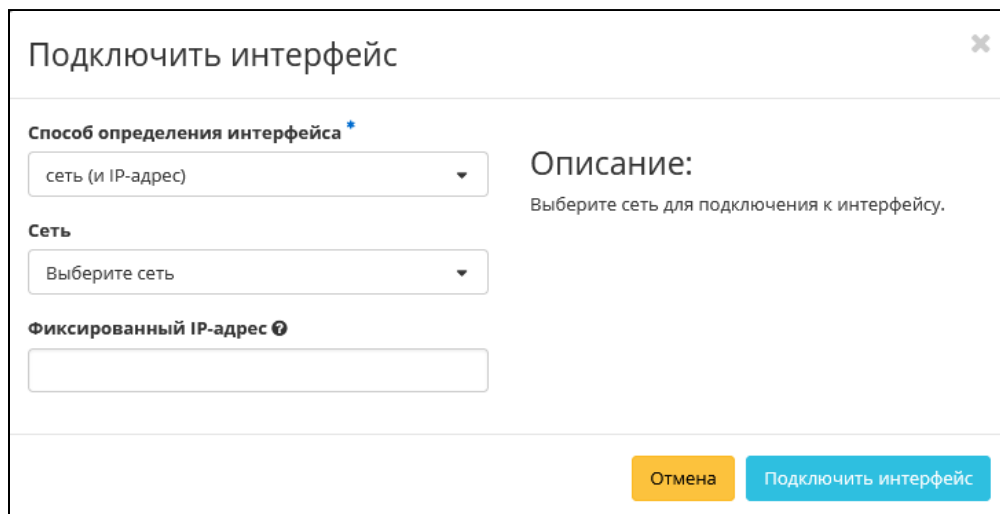 Подключить интерфейс
Способ определения интерфейса *
сеть (и IP-адрес)
Сеть
Выберите сеть
Фиксированный IP-адрес
Описание:
Выберите сеть для подключения к интерфейсу.
Отмена
Подключить интерфейс